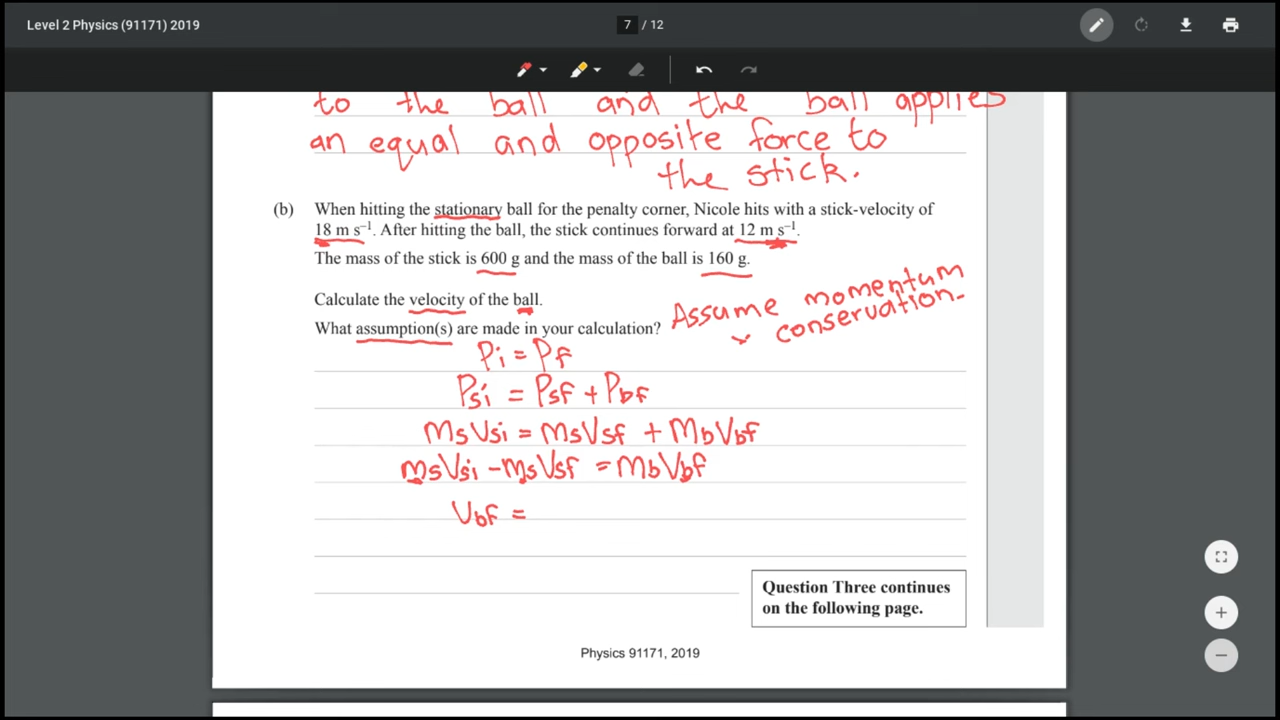 Level 2 Physics (91171) 2019
7 / 12
to the ball and the ball applies
an equal and opposite force to
the stick.
(b) When hitting the stationary ball for the penalty corner, Nicole hits with a stick-velocity of
18 m s⁻¹. After hitting the ball, the stick continues forward at 12 m s⁻¹.
The mass of the stick is 600 g and the mass of the ball is 160 g.
Calculate the velocity of the ball.
What assumption(s) are made in your calculation?
Assume momentum
conservation.
Pi = Pf
Psi = Psf + Pbf
msVsi = msVsf + mbVbf
msVsi - msVsf = mbVbf
Vbf =
Question Three continues
on the following page.
Physics 91171, 2019